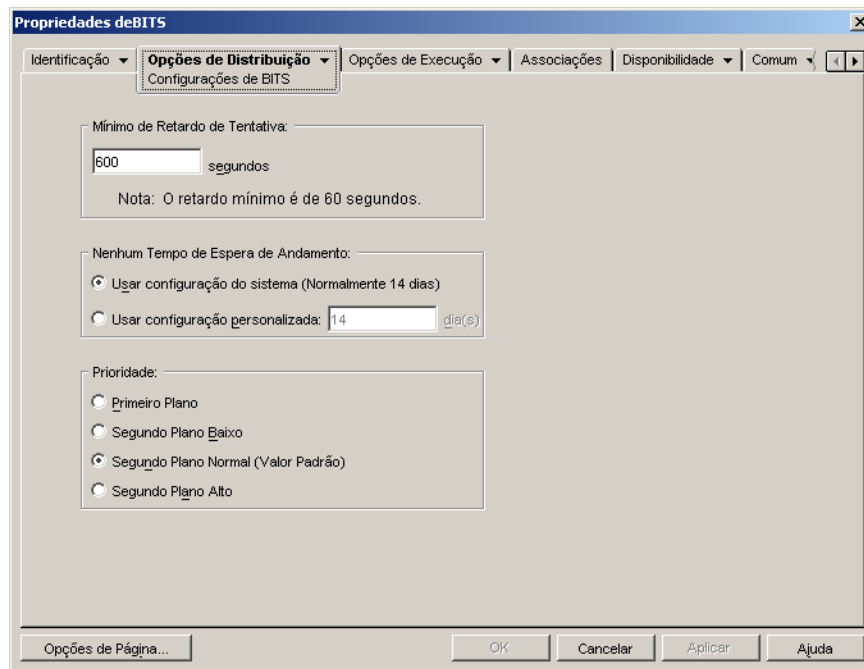 Propriedades deBITS
Identificação Opções de Distribuição Opções de Execução Associações Disponibilidade Comum
Configurações de BITS
Mínimo de Retardo de Tentativa:
600 segundos
Nota: O retardo mínimo é de 60 segundos.
Nenhum Tempo de Espera de Andamento:
Usar configuração do sistema (Normalmente 14 dias)
Usar configuração personalizada: 14 dia(s)
Prioridade:
Primeiro Plano
Segundo Plano Baixo
Segundo Plano Normal (Valor Padrão)
Segundo Plano Alto
Opções de Página... OK Cancelar Aplicar Ajuda